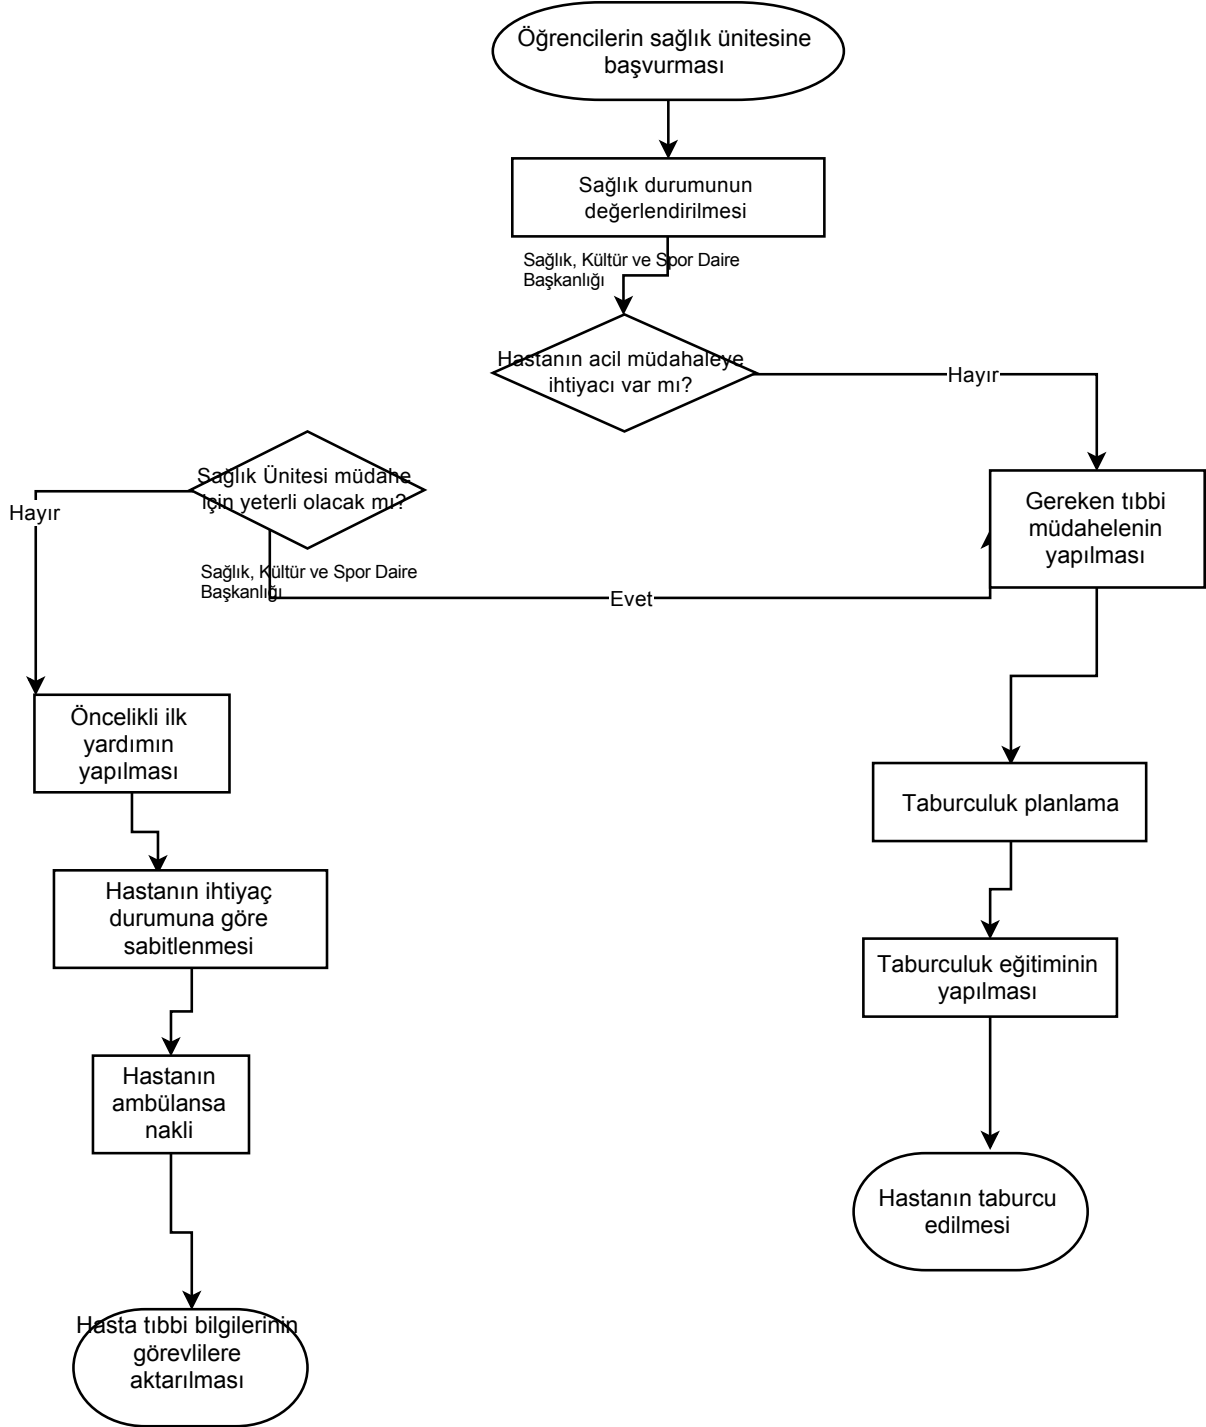 Öğrencilerin sağlık ünitesine
başvurması
Sağlık durumunun
değerlendirilmesi
Sağlık, Kültür ve Spor Daire
Başkanlığı
Hastanın acil müdahaleye
ihtiyacı var mı?
Hayır
Sağlık Ünitesi müdahe
için yeterli olacak mı?
Hayır
Sağlık, Kültür ve Spor Daire
Başkanlığı
Evet
Gereken tıbbi
müdahelenin
yapılması
Öncelikli ilk
yardımın
yapılması
Taburculuk planlama
Hastanın ihtiyaç
durumuna göre
sabitlenmesi
Taburculuk eğitiminin
yapılması
Hastanın
ambülansa
nakli
Hastanın taburcu
edilmesi
Hasta tıbbi bilgilerinin
görevlilere
aktarılması